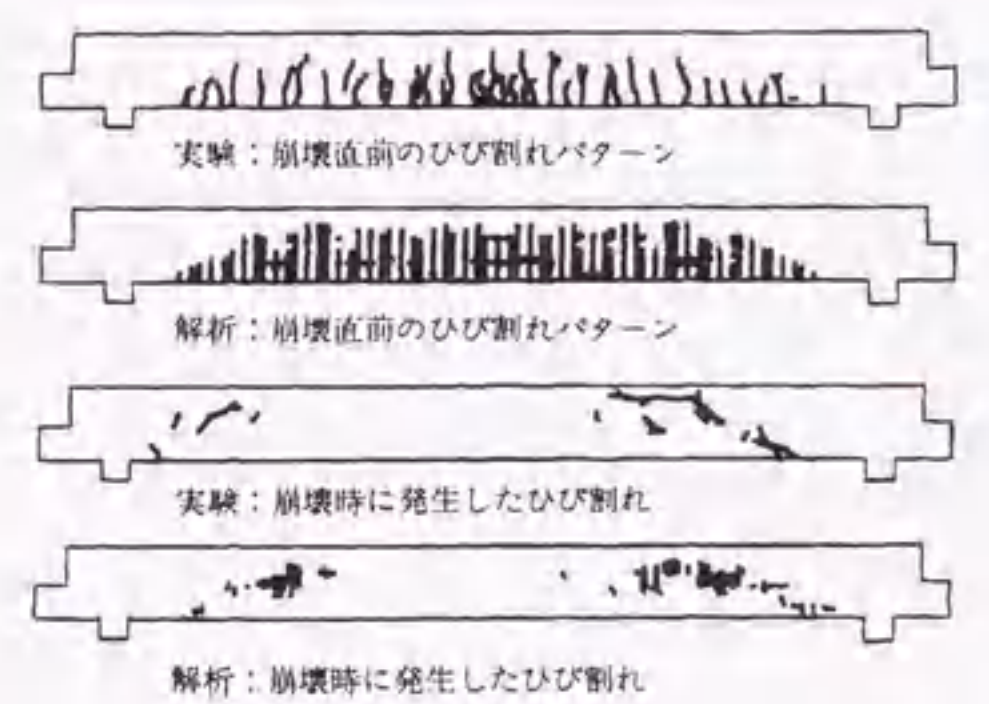 実験：崩壊直前のひび割れパターン
解析：崩壊直前のひび割れパターン
実験：崩壊時に発生したひび割れ
解析：崩壊時に発生したひび割れ